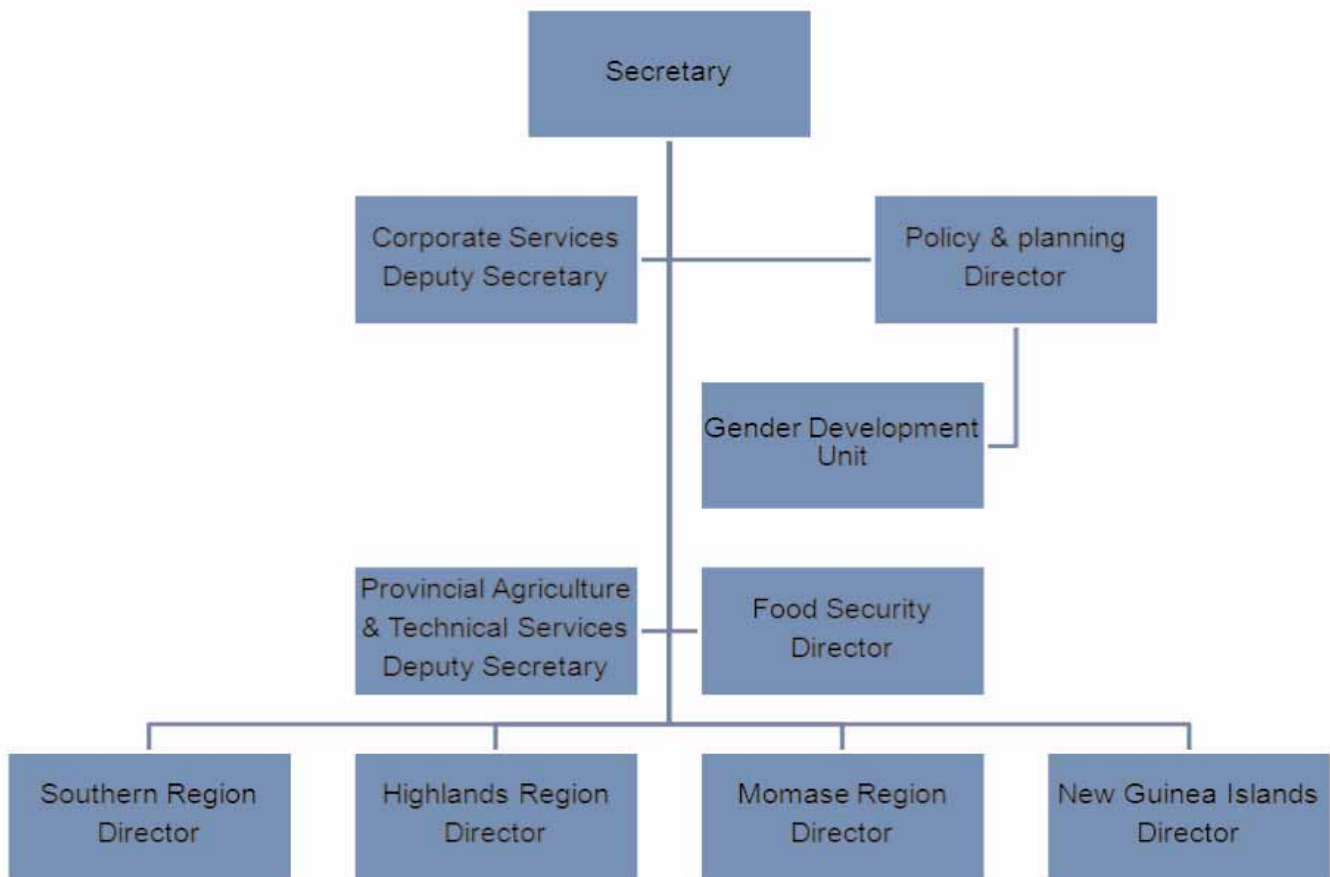 Secretary
Corporate Services
Deputy Secretary
Policy & planning
Director
Gender Development
Unit
Provincial Agriculture
& Technical Services
Deputy Secretary
Food Security
Director
Southern Region
Director
Highlands Region
Director
Momase Region
Director
New Guinea Islands
Director